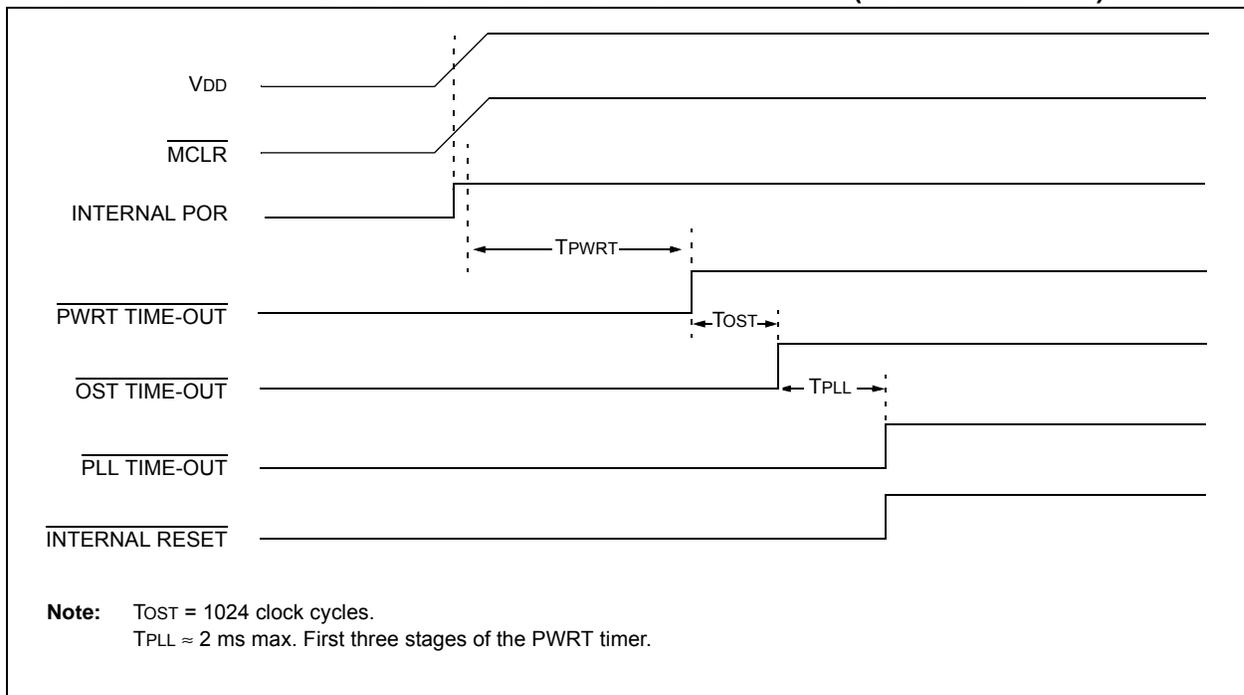 VDD
MCLR
INTERNAL POR
TPWRT
PWRT TIME-OUT
TOST
OST TIME-OUT
TPLL
PLL TIME-OUT
INTERNAL RESET
Note: TOST = 1024 clock cycles.
TPLL ≈ 2 ms max. First three stages of the PWRT timer.